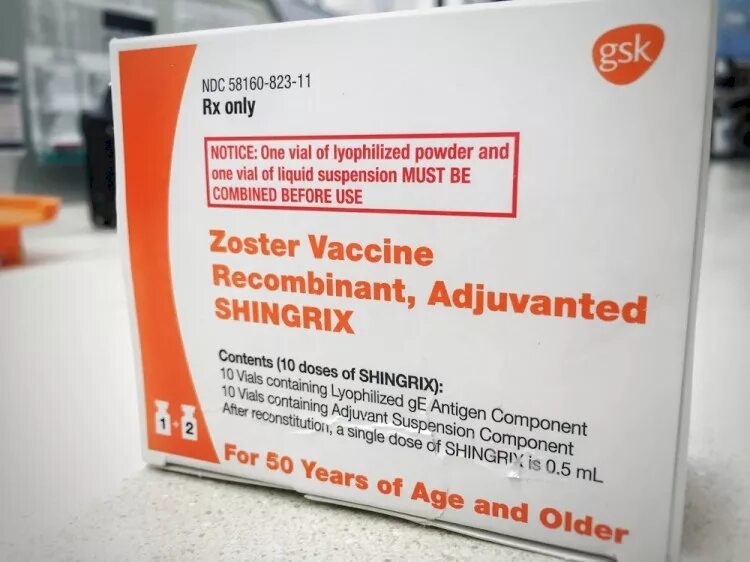 gsk
NDC 58160-823-11
Rx only
NOTICE: One vial of lyophilized powder and
one vial of liquid suspension MUST BE
COMBINED BEFORE USE
Zoster Vaccine
Recombinant, Adjuvanted
SHINGRIX
Contents (10 doses of SHINGRIX):
10 Vials containing Lyophilized gE Antigen Component
10 Vials containing Adjuvant Suspension Component
After reconstitution, a single dose of SHINGRIX is 0.5 mL
1 + 2
For 50 Years of Age and Older